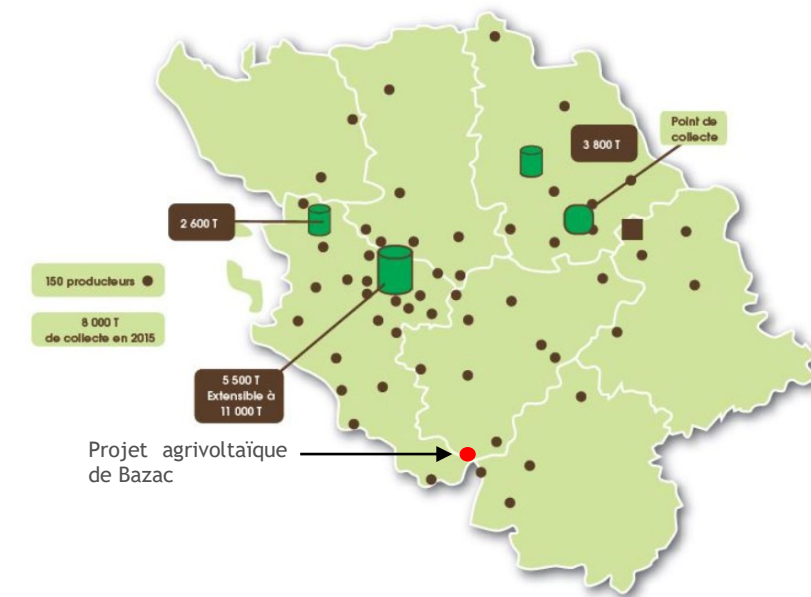 Point de
collecte
3 800 T
2 600 T
150 producteurs
8 000 T
de collecte en 2015
5 500 T
Extensible à
11 000 T
Projet agrivoltaïque
de Bazac